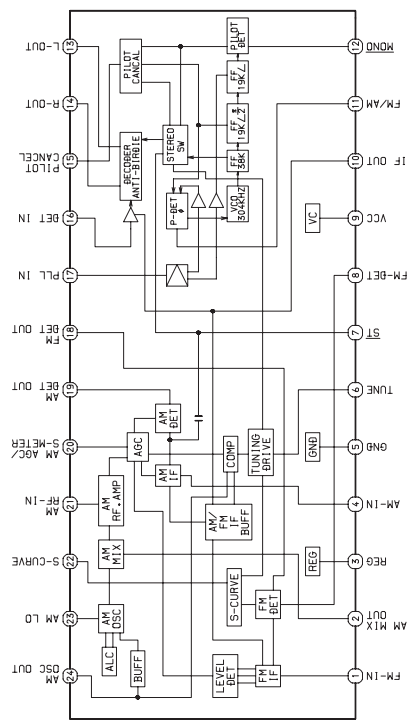 13
L-OUT
14
R-OUT
15
PILOT
CANCEL
16
DET IN
17
PLL IN
18
FM
DET OUT
19
AM
DET OUT
20
AM AGC/
S-METER
21
AM
RF-IN
22
S-CURVE
23
AM LO
24
AM
OSC OUT
PILOT
CANCAL
PILOT
DET
FF
19K∠
FF
19K∠2
FF
38K
STEREO
SW
DECODER
ANTI-BIRDIE
P-DET
VCO
304KHZ
VC
AM
DET
AGC
AM
IF
COMP
TUNING
DRIVE
GND
AM
RF.AMP
AM/
FM
IF
BUFF
AM
MIX
REG
S-CURVE
FM
DET
AM
OSC
ALC
BUFF
LEVEL
DET
FM
IF
12
MONO
11
FM/AM
10
IF OUT
9
VCC
8
FM-DET
7
ST
6
TUNE
5
GND
4
AM-IN
3
REG
2
AM MIX
OUT
1
FM-IN